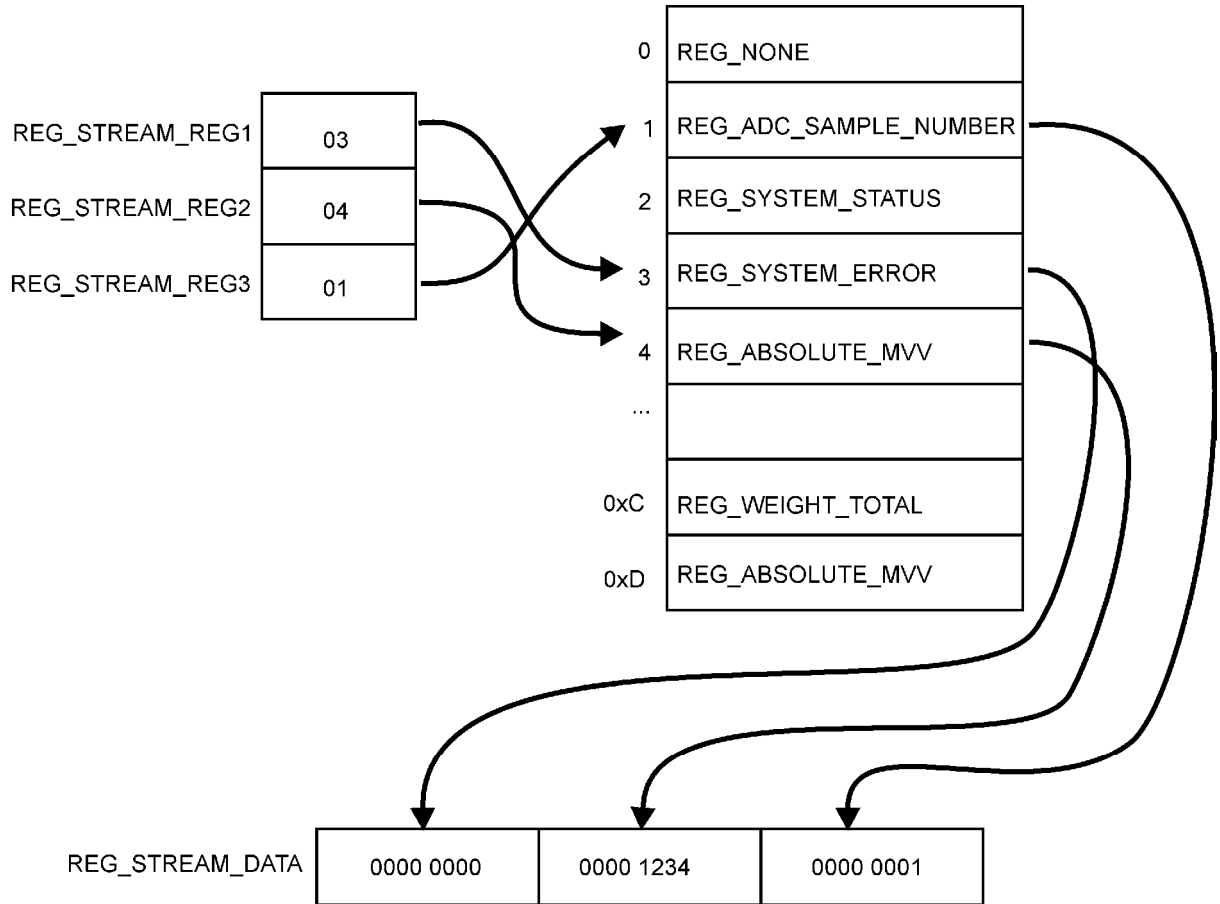 0 REG_NONE
REG_STREAM_REG1 03
1 REG_ADC_SAMPLE_NUMBER
REG_STREAM_REG2 04
2 REG_SYSTEM_STATUS
REG_STREAM_REG3 01
3 REG_SYSTEM_ERROR
4 REG_ABSOLUTE_MVV
...
0xC REG_WEIGHT_TOTAL
0xD REG_ABSOLUTE_MVV
REG_STREAM_DATA 0000 0000 0000 1234 0000 0001